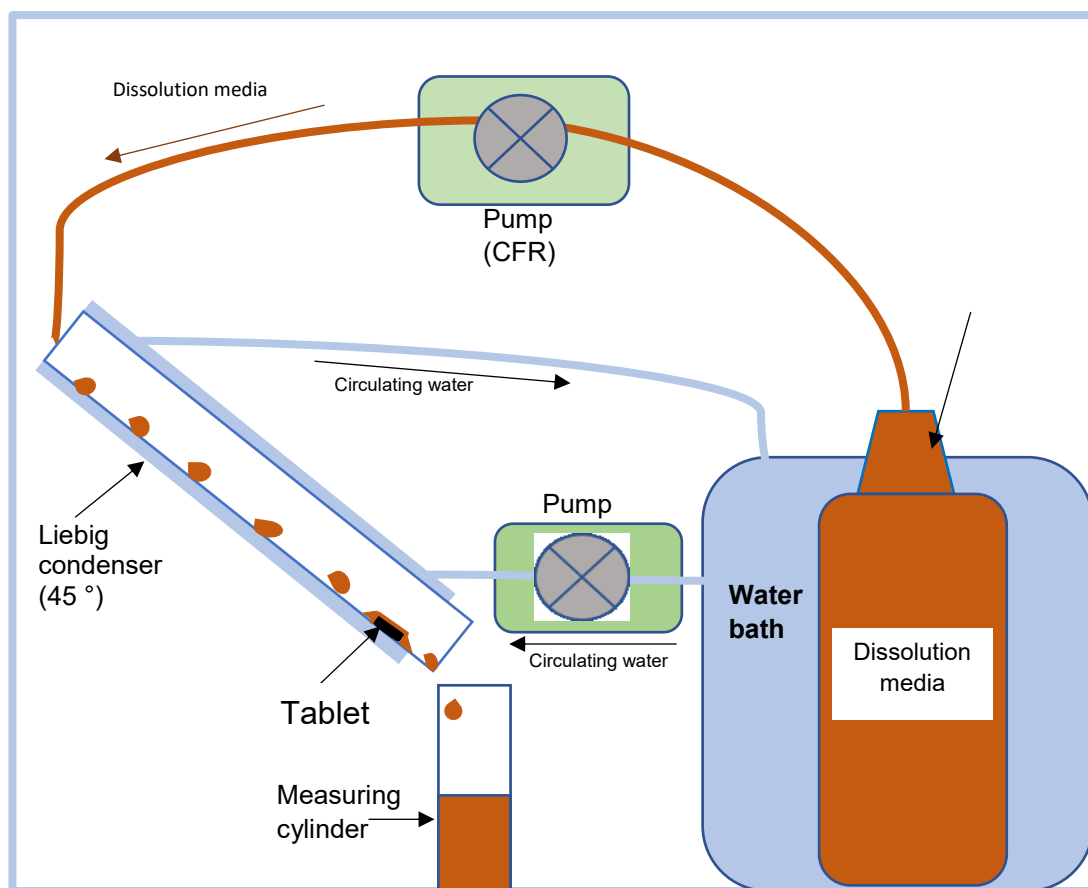 Dissolution media
Pump
(CFR)
Circulating water
Liebig
condenser
(45 °)
Pump
Water
bath
Circulating water
Dissolution
media
Tablet
Measuring
cylinder